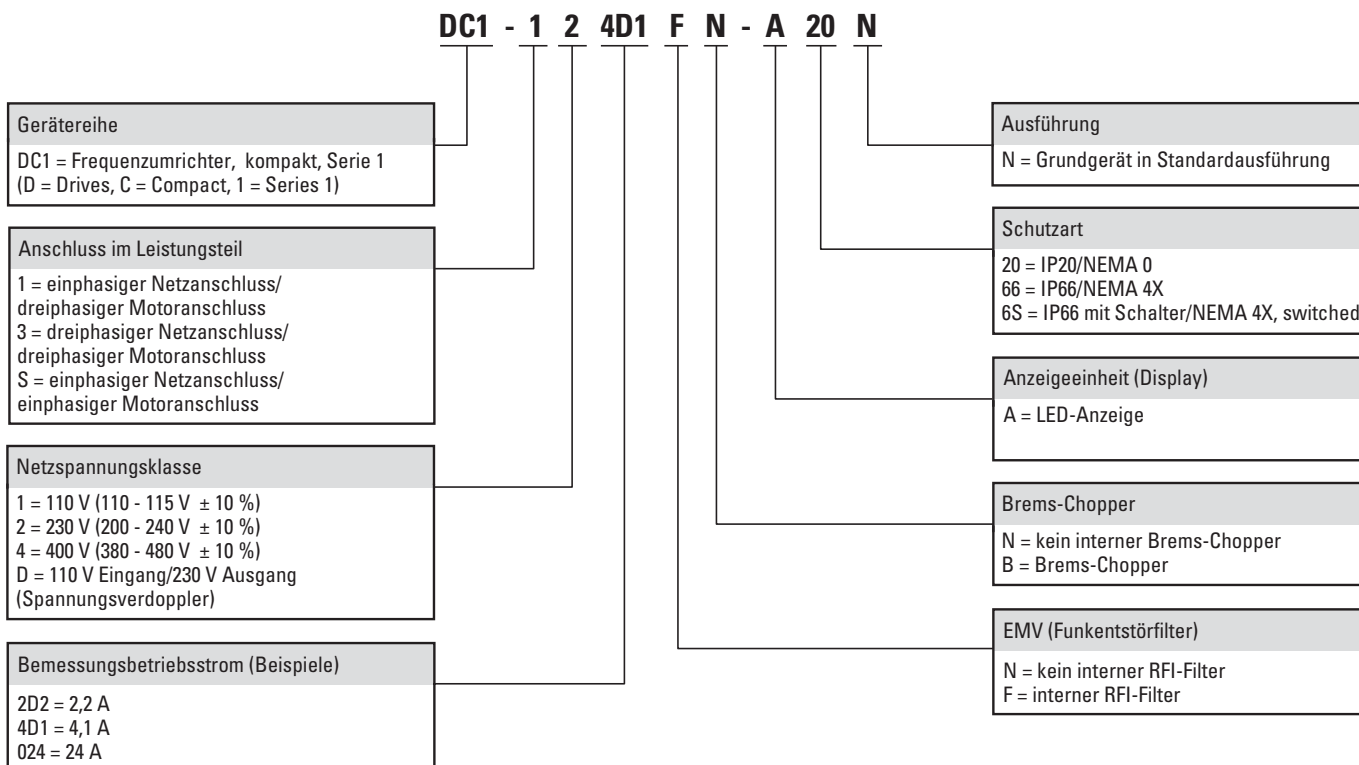 DC1 - 1 2 4D1 F N - A 20 N
Gerätereihe
DC1 = Frequenzumrichter, kompakt, Serie 1
(D = Drives, C = Compact, 1 = Series 1)
Anschluss im Leistungsteil
1 = einphasiger Netzanschluss/
dreiphasiger Motoranschluss
3 = dreiphasiger Netzanschluss/
dreiphasiger Motoranschluss
S = einphasiger Netzanschluss/
einphasiger Motoranschluss
Netzspannungsklasse
1 = 110 V (110 - 115 V ± 10 %)
2 = 230 V (200 - 240 V ± 10 %)
4 = 400 V (380 - 480 V ± 10 %)
D = 110 V Eingang/230 V Ausgang
(Spannungsverdoppler)
Bemessungsbetriebsstrom (Beispiele)
2D2 = 2,2 A
4D1 = 4,1 A
024 = 24 A
Ausführung
N = Grundgerät in Standardausführung
Schutzart
20 = IP20/NEMA 0
66 = IP66/NEMA 4X
6S = IP66 mit Schalter/NEMA 4X, switched
Anzeigeeinheit (Display)
A = LED-Anzeige
Brems-Chopper
N = kein interner Brems-Chopper
B = Brems-Chopper
EMV (Funkentstörfilter)
N = kein interner RFI-Filter
F = interner RFI-Filter